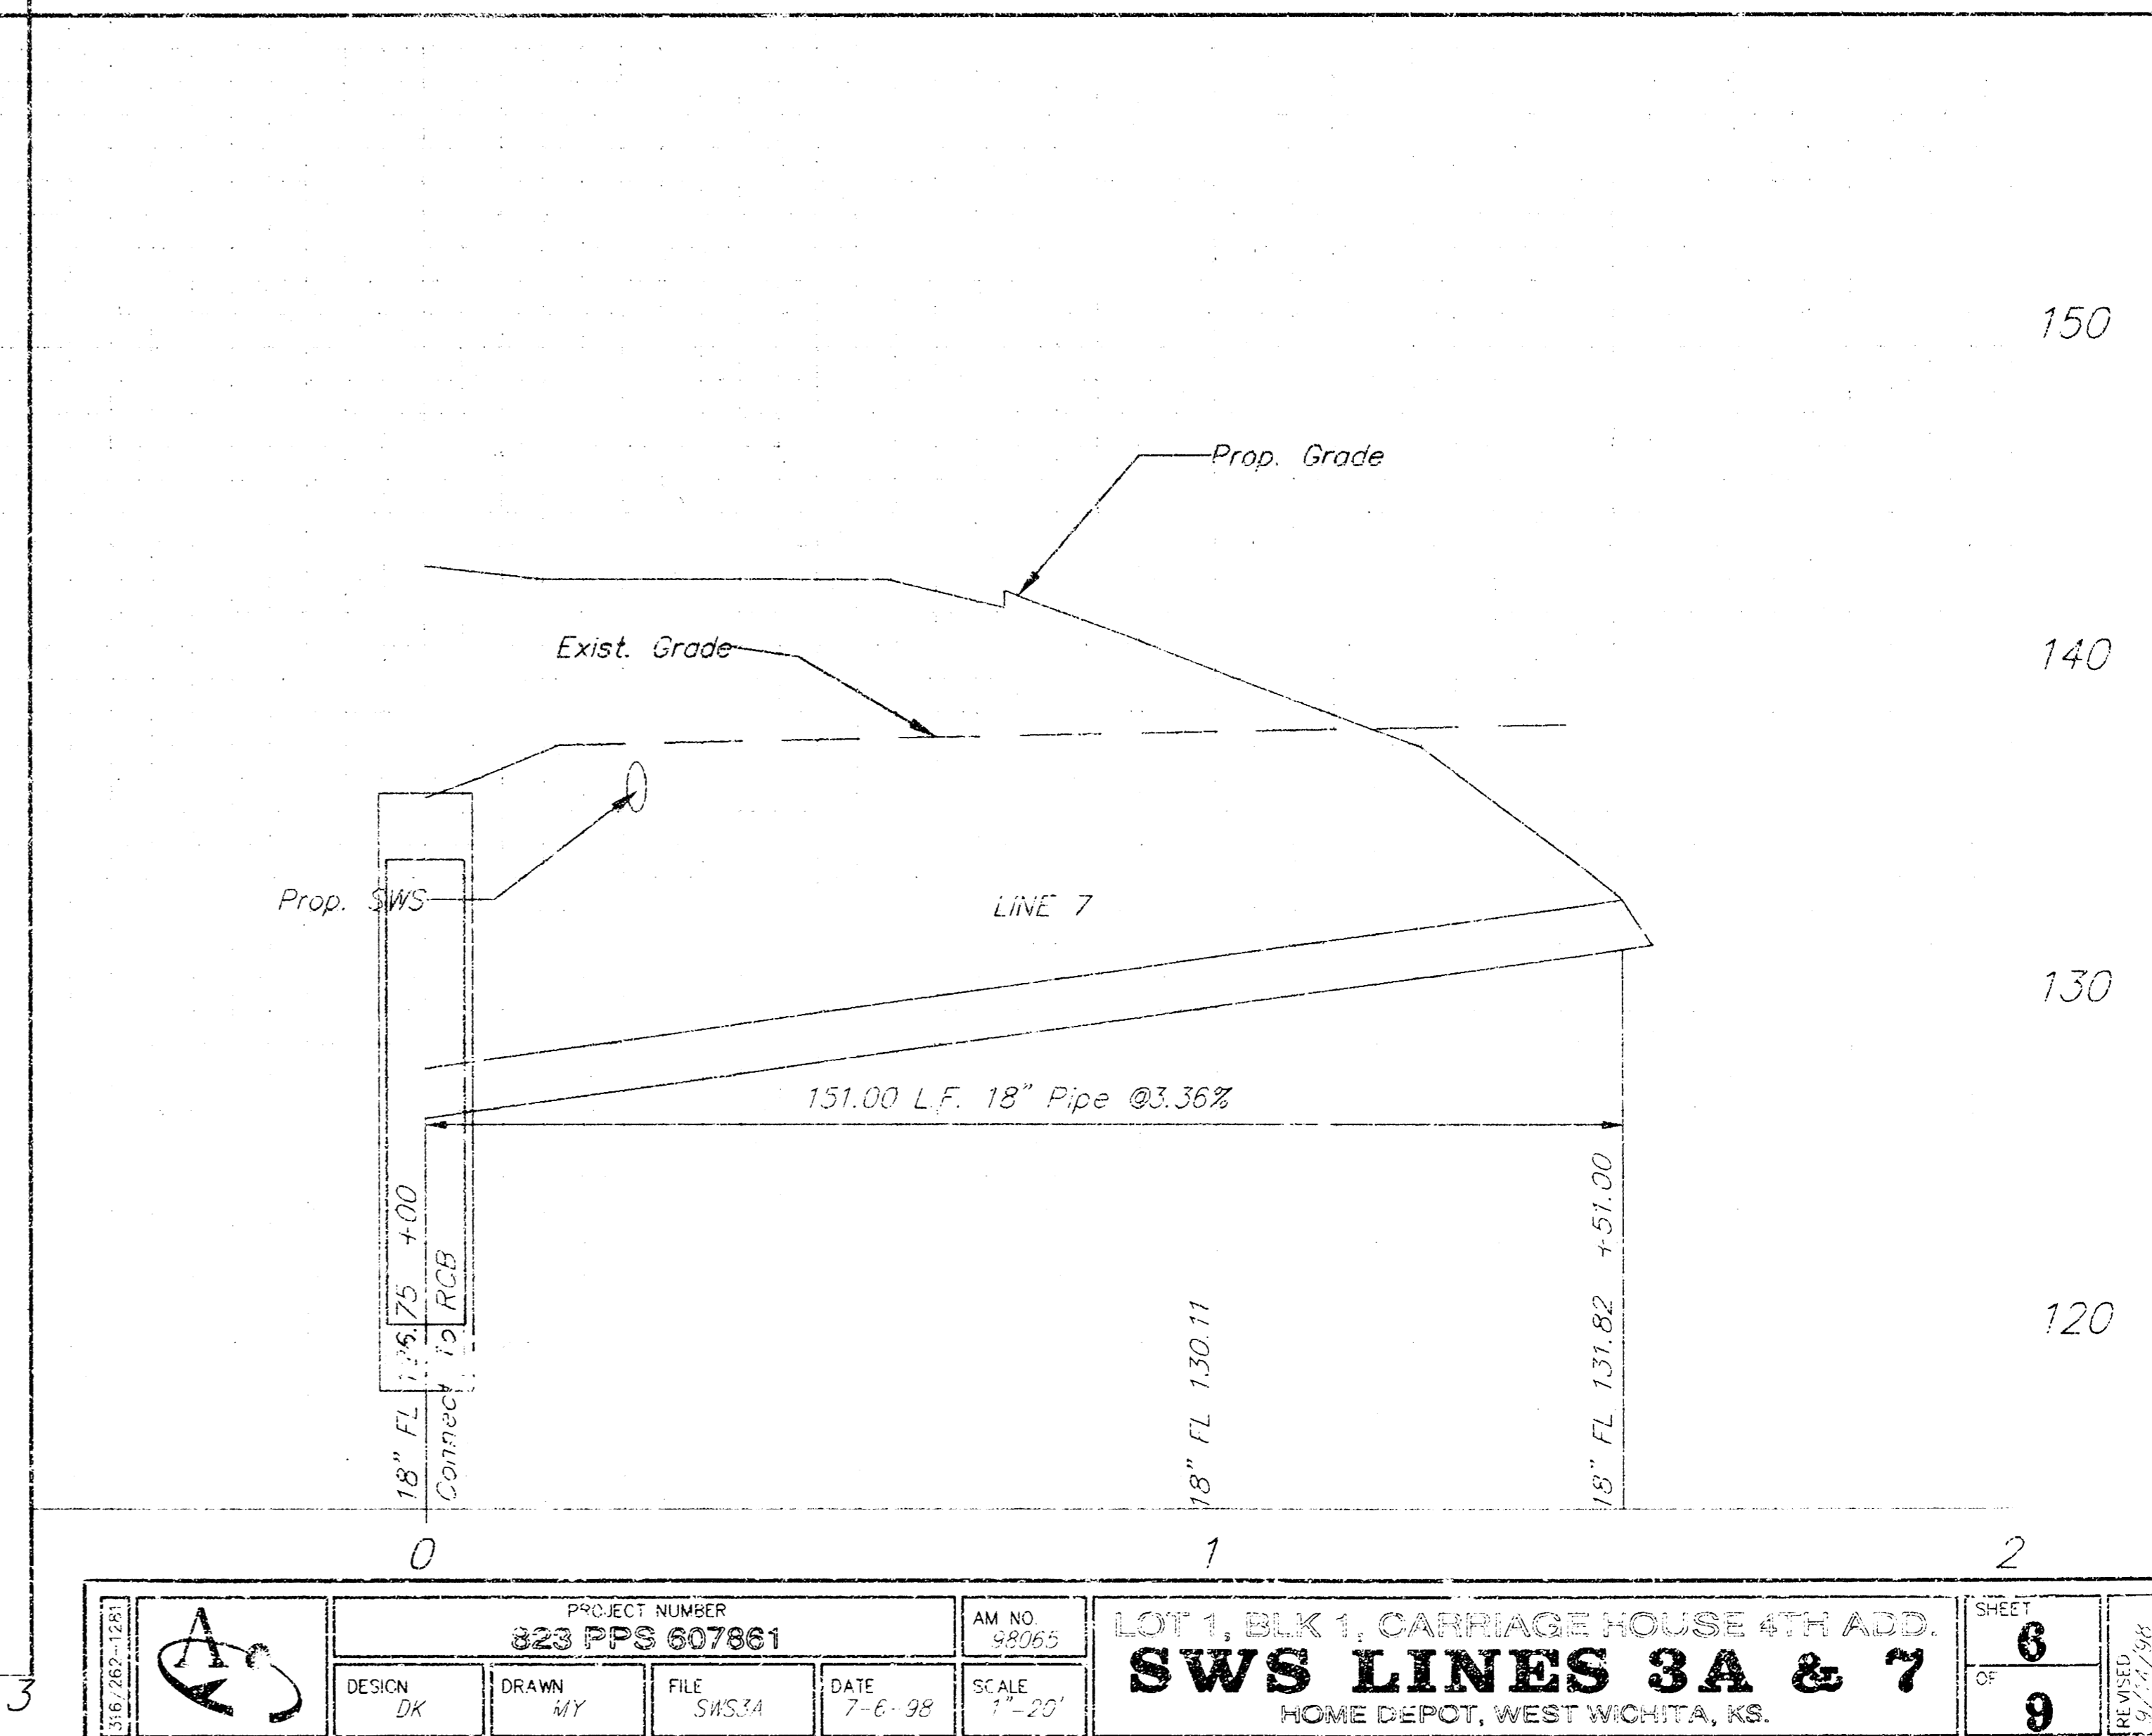 150
Prop. Grade
140
Exist. Grade
Prop. SWS
LINE 7
130
151.00 L.F. 18" Pipe @3.36%
120
18" FL 126.75 +00
Connect To RCB
18" FL 130.11
18" FL 131.82 +51.00
0
1
2
3
316/262-1281
A
PROJECT NUMBER
823 PPS 607861
AM NO.
98065
DESIGN
DK
DRAWN
MY
FILE
SWS3A
DATE
7-6-98
SCALE
1"=20'
LOT 1, BLK 1, CARRIAGE HOUSE 4TH ADD.
SWS LINES 3A & 7
HOME DEPOT, WEST WICHITA, KS.
SHEET
6
OF
9
REVISED